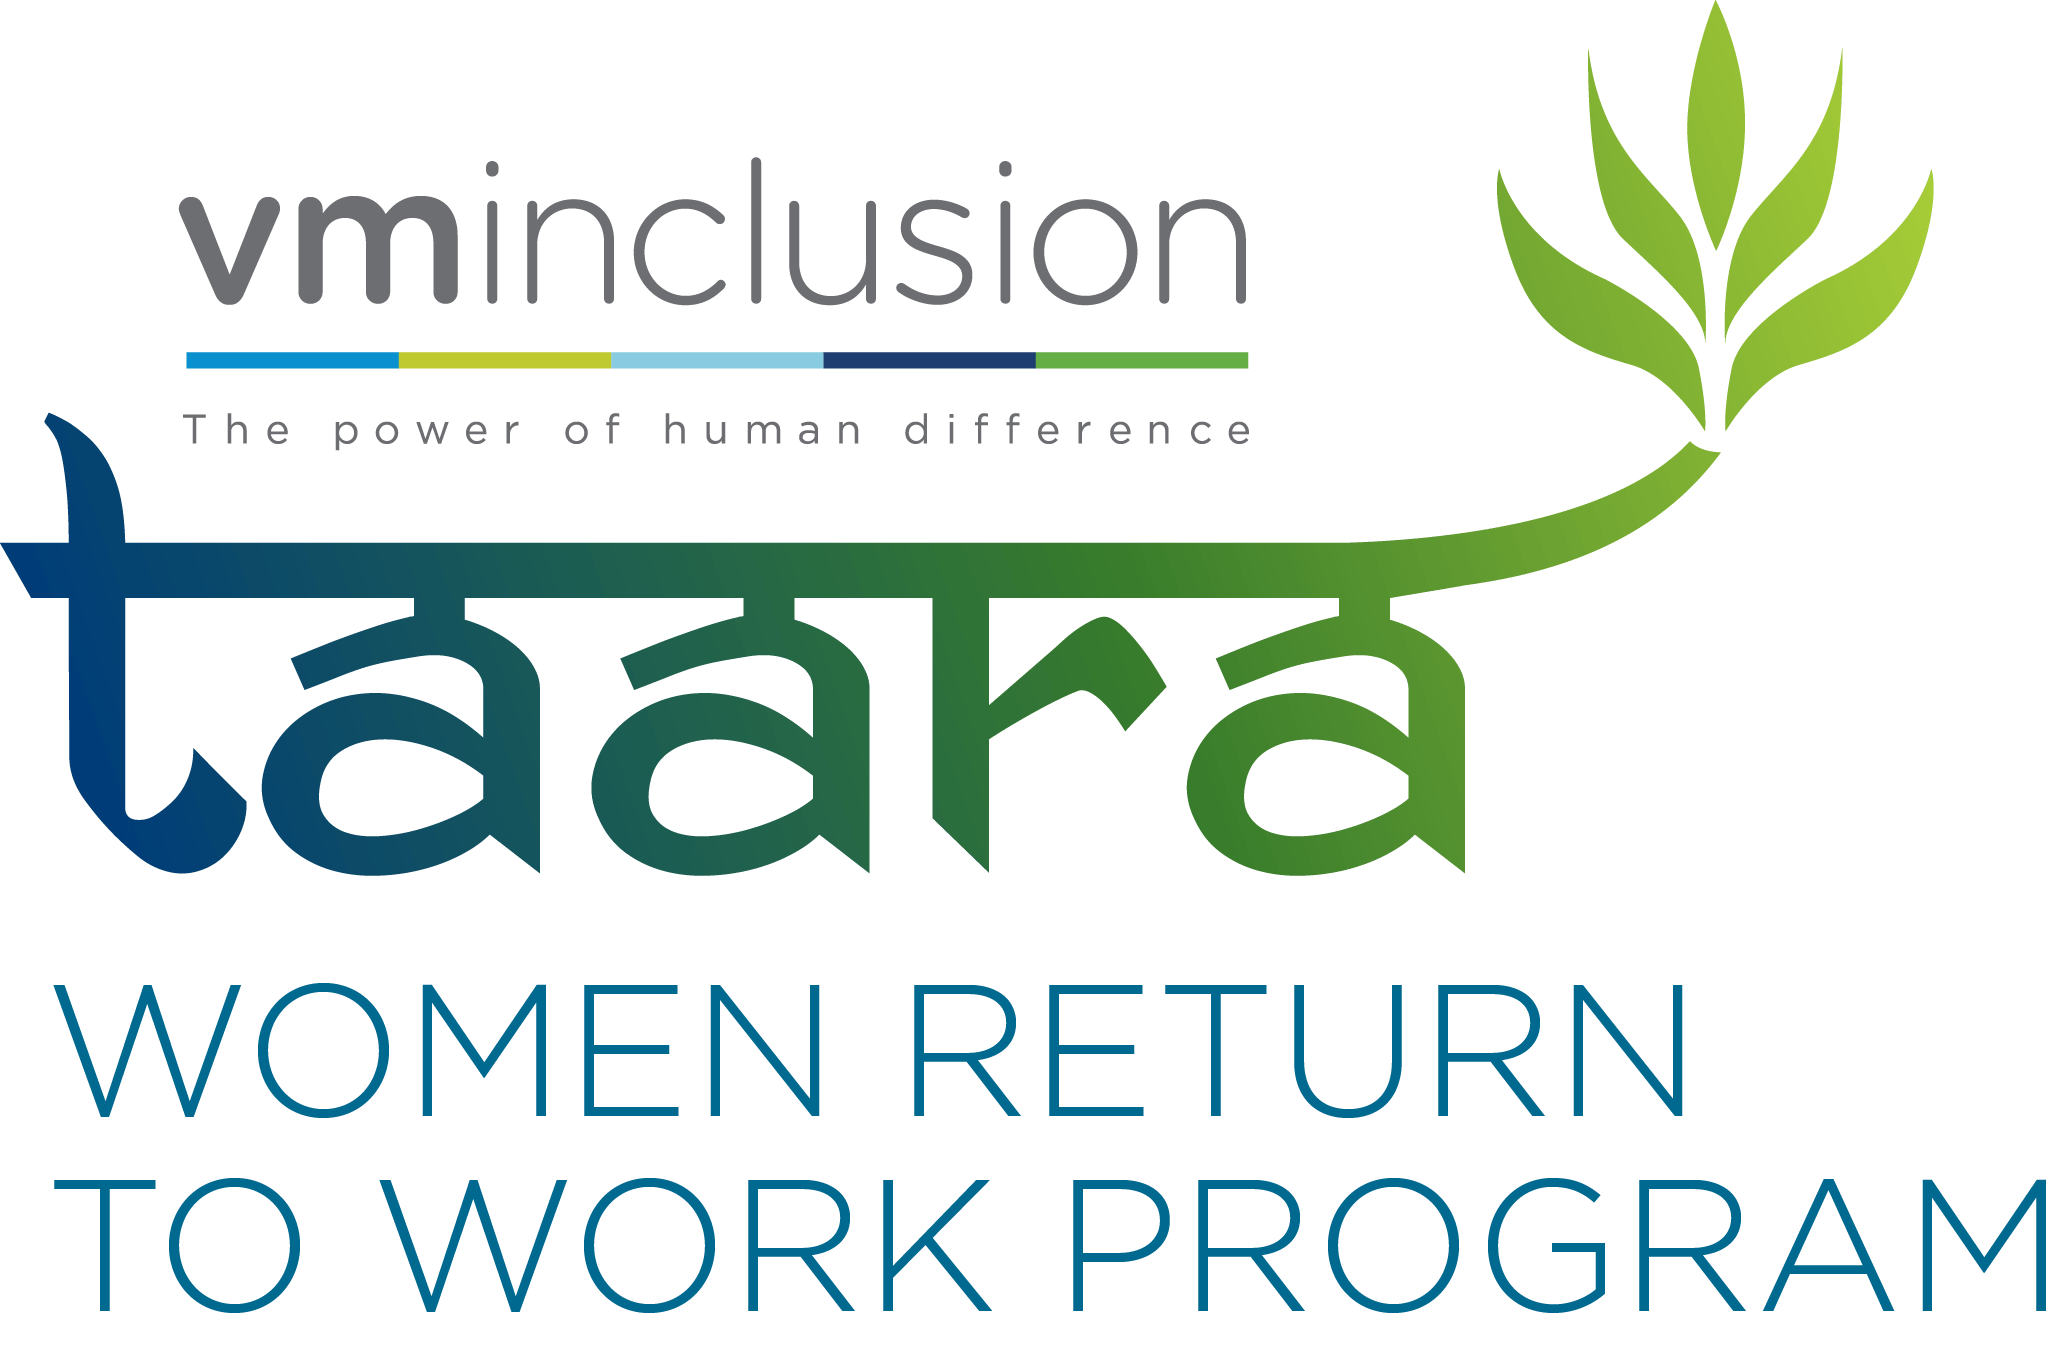 vminclusion
The power of human difference
taara
WOMEN RETURN
TO WORK PROGRAM